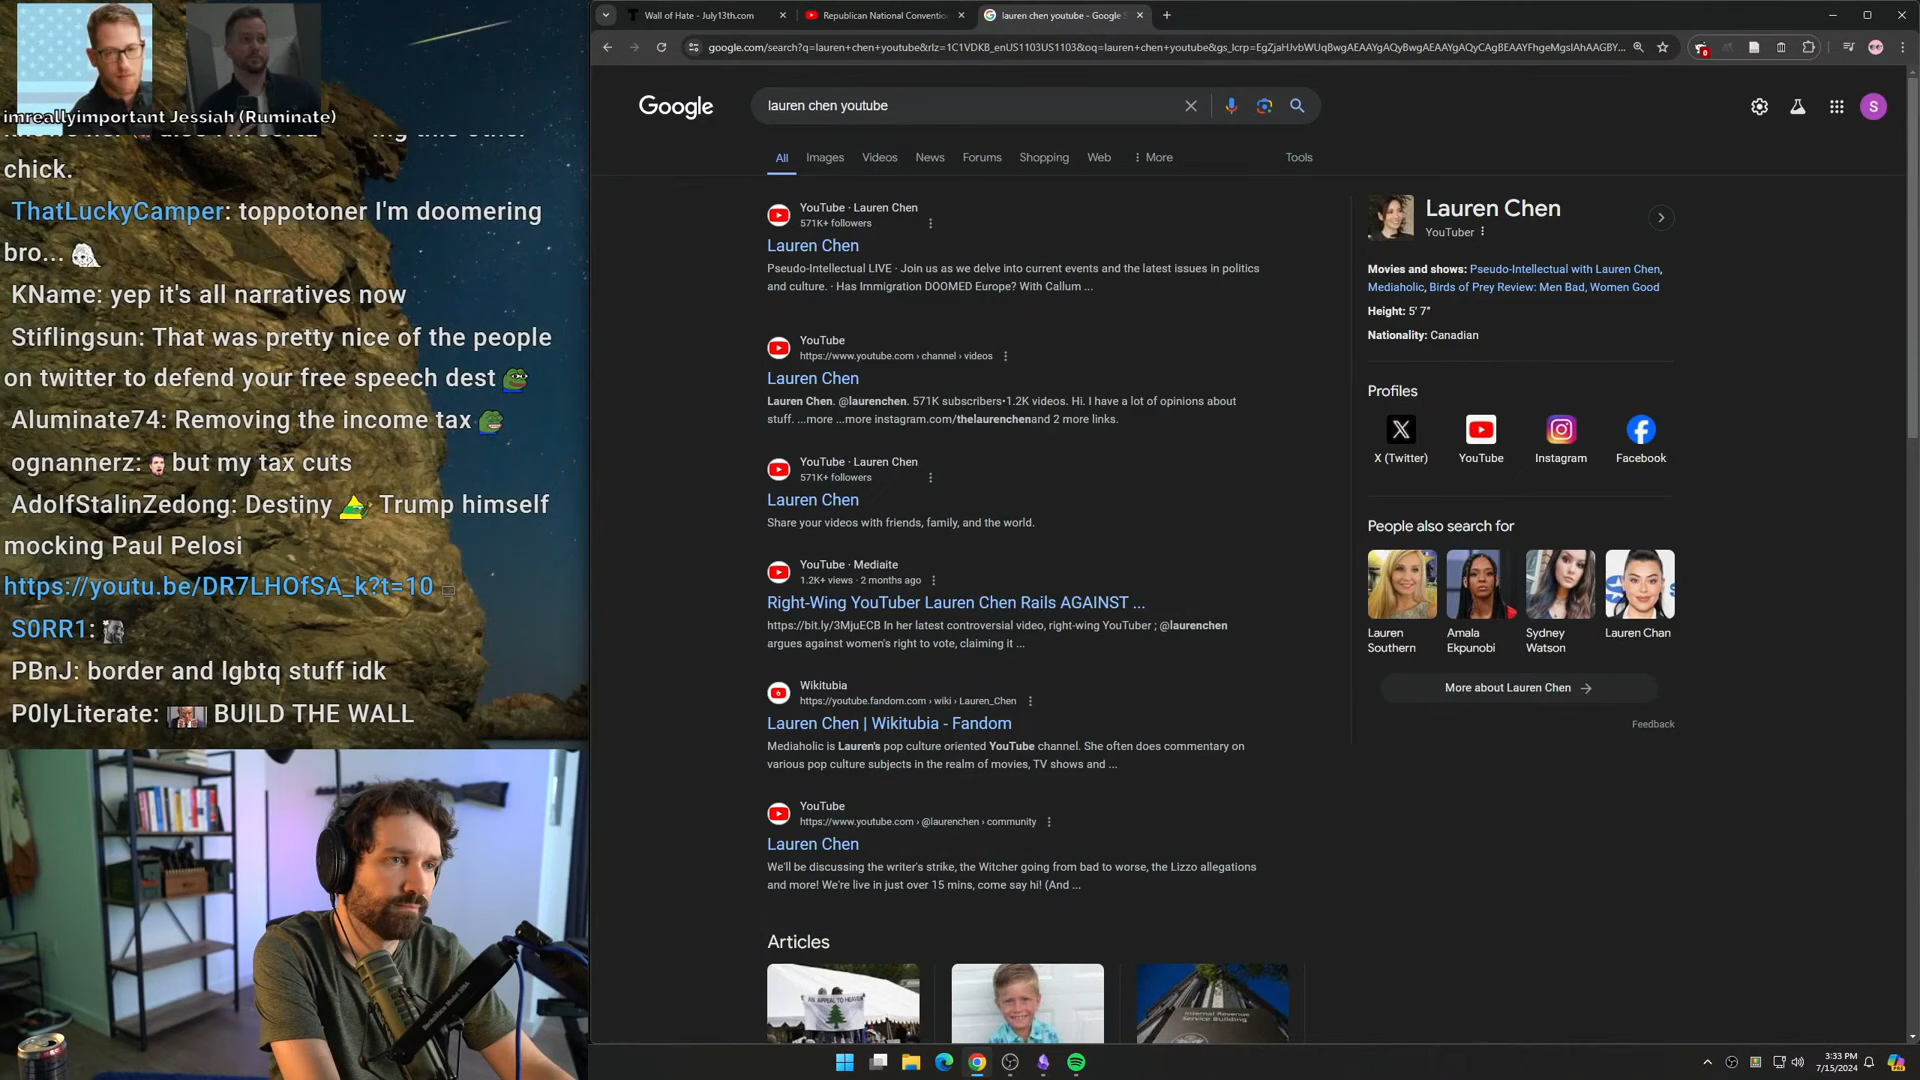 imreallyimportant Jessiah (Ruminate)
chick.
ThatLuckyCamper: toppotoner I'm doomering
bro...
KName: yep it's all narratives now
Stiflingsun: That was pretty nice of the people
on twitter to defend your free speech dest
Aluminate74: Removing the income tax
ognannerz: but my tax cuts
AdolfStalinZedong: Destiny Trump himself
mocking Paul Pelosi
https://youtu.be/DR7LHOfSA_k?t=10
S0RR1:
PBnJ: border and lgbtq stuff idk
P0lyLiterate: BUILD THE WALL
Wall of Hate - July13th.com
Republican National Conventio
lauren chen youtube - Google S
google.com/search?q=lauren+chen+youtube&rlz=1C1VDKB_enUS1103US1103&oq=lauren+chen+youtube&gs_lcrp=EgZjaHJvbWUqBwgAEAAYgAQyBwgAEAAYgAQyCAgBEAAYFhgeMgsIAhAAGBY...
Google
lauren chen youtube
S
All
Images
Videos
News
Forums
Shopping
Web
More
Tools
YouTube · Lauren Chen
571K+ followers
Lauren Chen
Pseudo-Intellectual LIVE · Join us as we delve into current events and the latest issues in politics
and culture. · Has Immigration DOOMED Europe? With Callum ...
YouTube
https://www.youtube.com › channel › videos
Lauren Chen
Lauren Chen. @laurenchen. 571K subscribers•1.2K videos. Hi. I have a lot of opinions about
stuff. ...more ...more instagram.com/thelaurenchenand 2 more links.
YouTube · Lauren Chen
571K+ followers
Lauren Chen
Share your videos with friends, family, and the world.
YouTube · Mediaite
1.2K+ views · 2 months ago
Right-Wing YouTuber Lauren Chen Rails AGAINST ...
https://bit.ly/3MjuECB In her latest controversial video, right-wing YouTuber ; @laurenchen
argues against women's right to vote, claiming it ...
Wikitubia
https://youtube.fandom.com › wiki › Lauren_Chen
Lauren Chen | Wikitubia - Fandom
Mediaholic is Lauren's pop culture oriented YouTube channel. She often does commentary on
various pop culture subjects in the realm of movies, TV shows and ...
YouTube
https://www.youtube.com › @laurenchen › community
Lauren Chen
We'll be discussing the writer's strike, the Witcher going from bad to worse, the Lizzo allegations
and more! We're live in just over 15 mins, come say hi! (And ...
Articles
AN APPEAL TO HEAVEN
Internal Revenue
Service Building
Lauren Chen
YouTuber
Movies and shows: Pseudo-Intellectual with Lauren Chen,
Mediaholic, Birds of Prey Review: Men Bad, Women Good
Height: 5' 7"
Nationality: Canadian
Profiles
X (Twitter)
YouTube
Instagram
Facebook
People also search for
Lauren
Southern
Amala
Ekpunobi
Sydney
Watson
Lauren Chan
More about Lauren Chen
Feedback
3:33 PM
7/15/2024